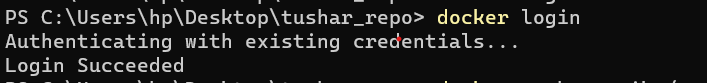 PS C:\Users\hp\Desktop\tushar_repo> docker login
Authenticating with existing credentials...
Login Succeeded